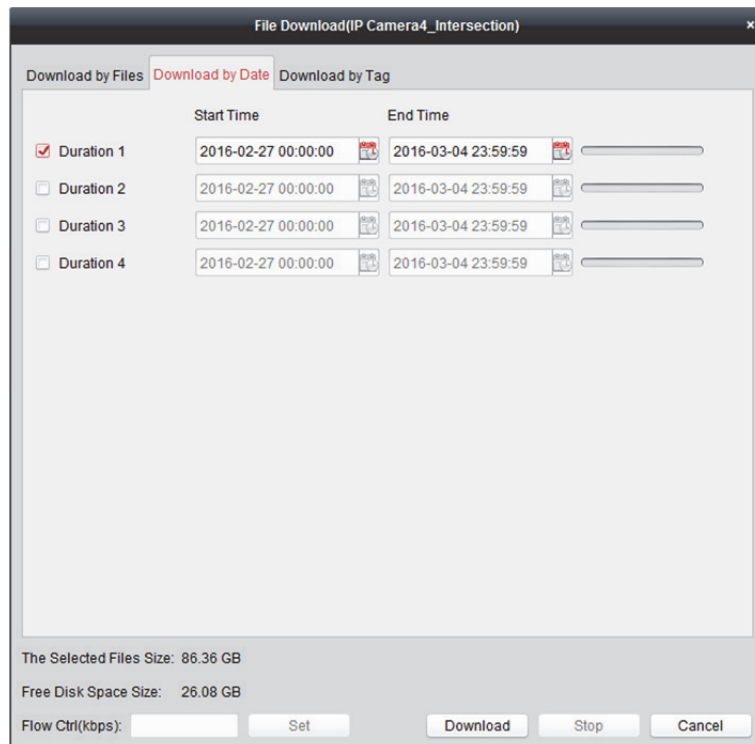 File Download(IP Camera4_Intersection) ×
Download by Files Download by Date Download by Tag
Start Time End Time
Duration 1 2016-02-27 00:00:00 2016-03-04 23:59:59
Duration 2 2016-02-27 00:00:00 2016-03-04 23:59:59
Duration 3 2016-02-27 00:00:00 2016-03-04 23:59:59
Duration 4 2016-02-27 00:00:00 2016-03-04 23:59:59
The Selected Files Size: 86.36 GB
Free Disk Space Size: 26.08 GB
Flow Ctrl(kbps): Set Download Stop Cancel